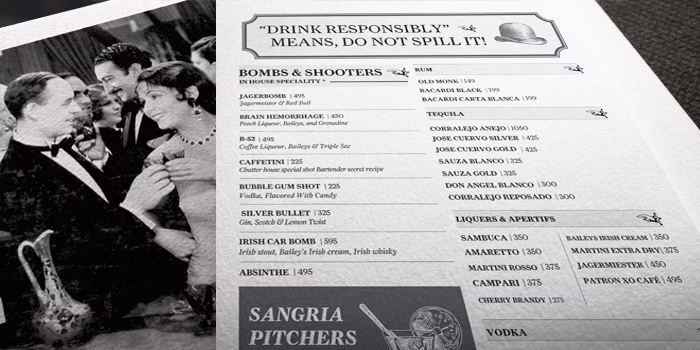 "DRINK RESPONSIBLY"
MEANS, DO NOT SPILL IT!
BOMBS & SHOOTERS
IN HOUSE SPECIALITY *
JAGERBOMB | 495
Jagermeister & Red Bull
BRAIN HEMORRHAGE | 450
Peach Liqueur, Baileys, and Grenadine
B-52 | 495
Coffee Liqueur, Baileys & Triple Sec
CAFFETINI | 225
Chatter house special shot Bartender secret recipe
BUBBLE GUM SHOT | 225
Vodka, Flavored With Candy
SILVER BULLET | 325
Gin, Scotch & Lemon Twist
IRISH CAR BOMB | 595
Irish stout, Bailey's Irish cream, Irish whisky
ABSINTHE | 495
SANGRIA
PITCHERS
RUM
OLD MONK | 149
BACARDI BLACK | 199
BACARDI CARTA BLANCA | 199
TEQUILA
CORRALEJO ANEJO | 1050
JOSE CUERVO SILVER | 425
JOSE CUERVO GOLD | 425
SAUZA BLANCO | 325
SAUZA GOLD | 325
DON ANGEL BLANCO | 300
CORRALEJO REPOSADO | 300
LIQUERS & APERTIFS
SAMBUCA | 350
AMARETTO | 350
MARTINI ROSSO | 375
CAMPARI | 375
CHERRY BRANDY | 275
BAILEYS IRISH CREAM | 350
MARTINI EXTRA DRY | 375
JAGERMIESTER | 450
PATRON XO CAFÉ | 495
VODKA